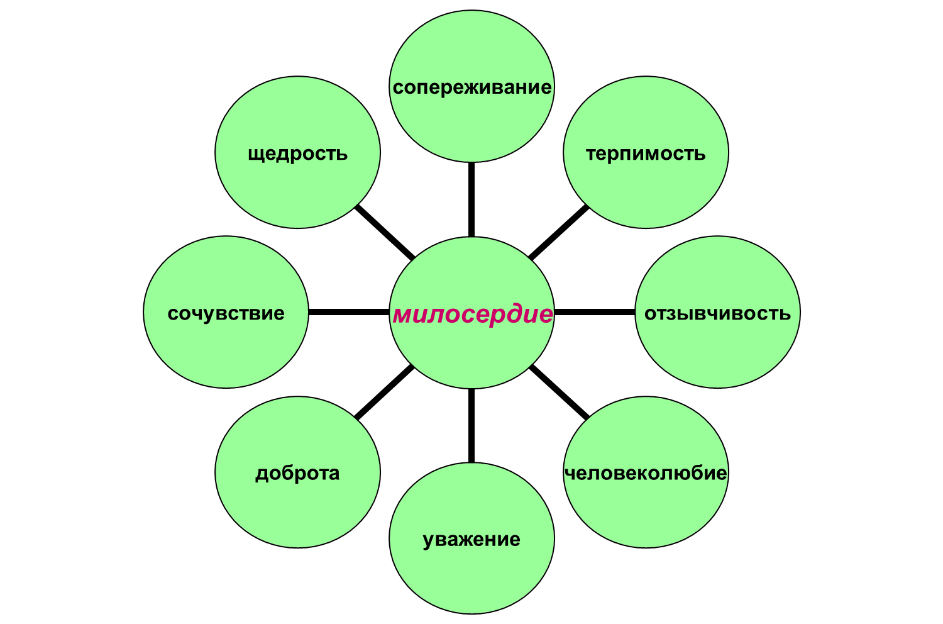 сопереживание
щедрость
терпимость
сочувствие
милосердие
отзывчивость
доброта
человеколюбие
уважение